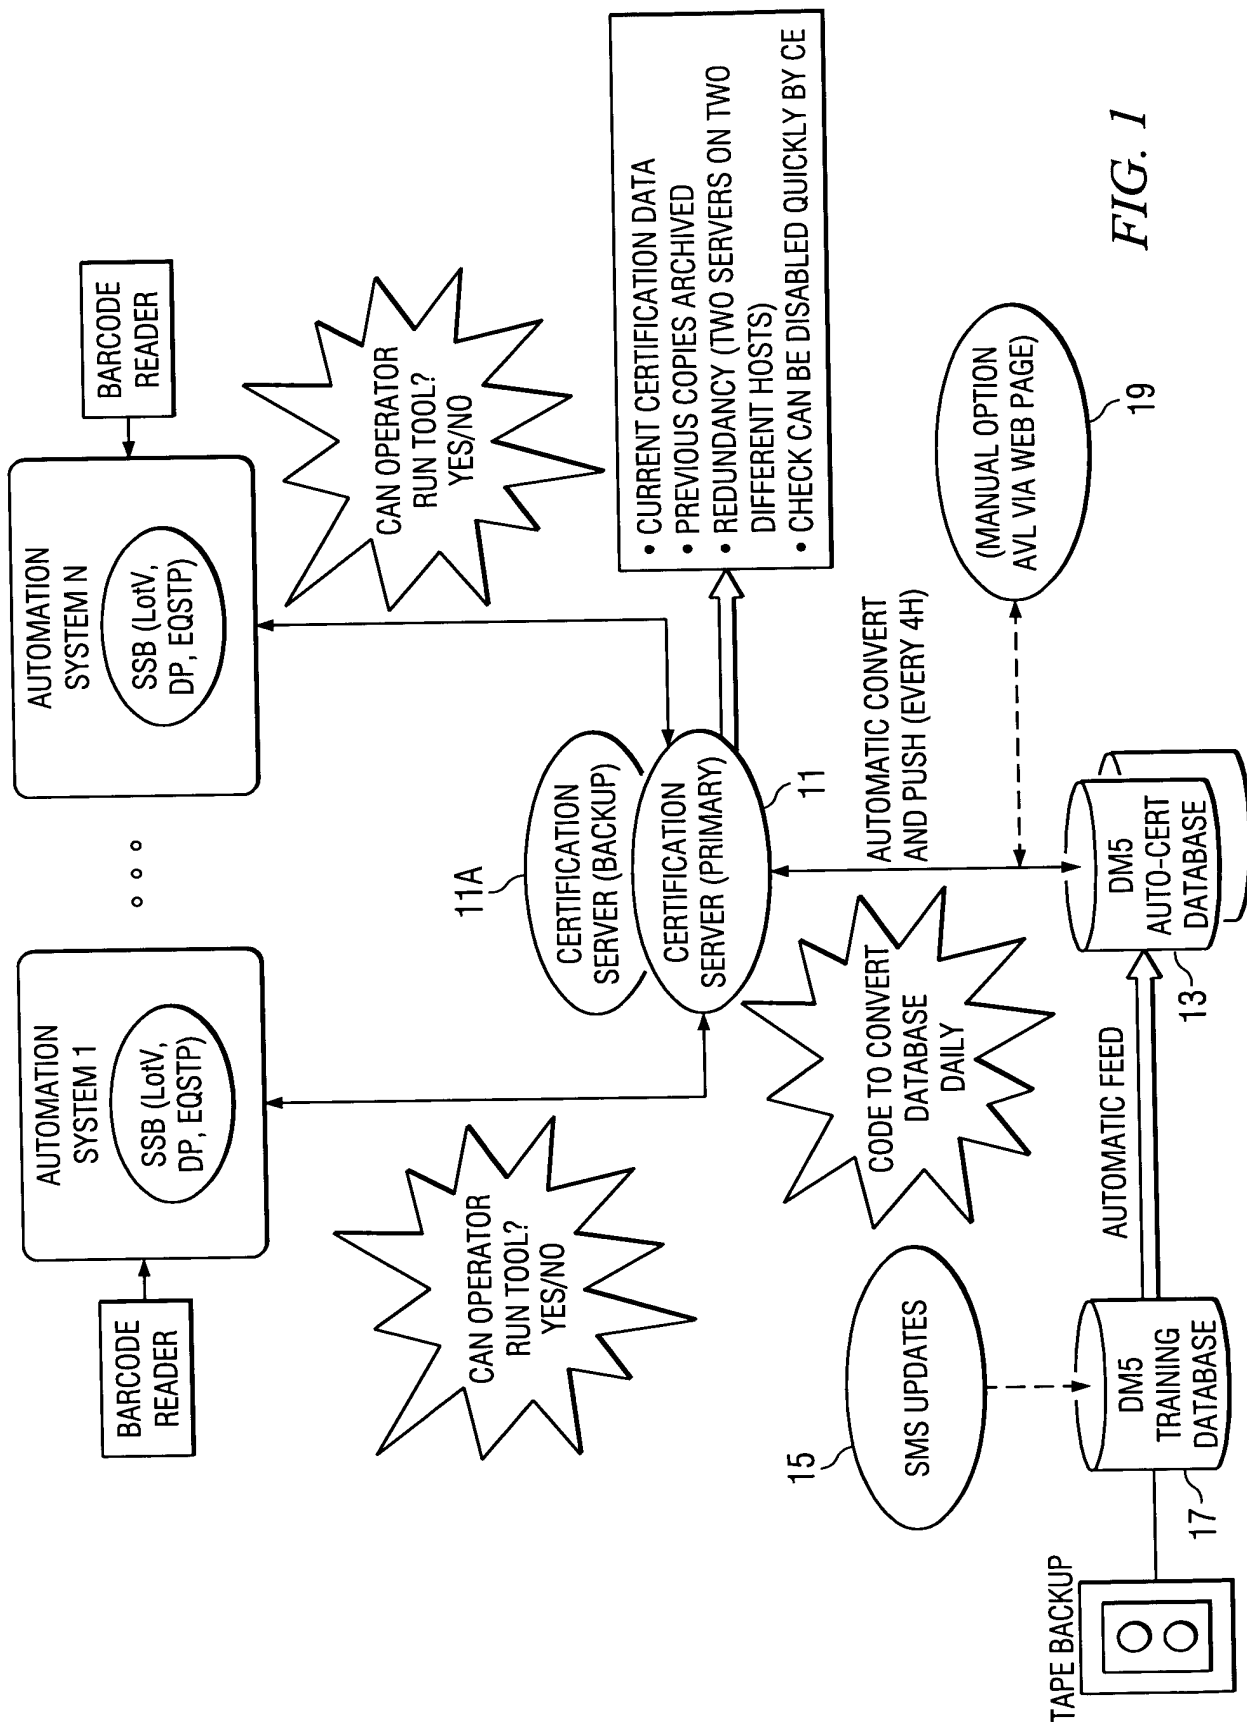 BARCODE
READER
AUTOMATION
SYSTEM 1
SSB (LotV,
DP, EQSTP)
AUTOMATION
SYSTEM N
SSB (LotV,
DP, EQSTP)
BARCODE
READER
CAN OPERATOR
RUN TOOL?
YES/NO
CAN OPERATOR
RUN TOOL?
YES/NO
11A
CERTIFICATION
SERVER (BACKUP)
CERTIFICATION
SERVER (PRIMARY)
11
• CURRENT CERTIFICATION DATA
• PREVIOUS COPIES ARCHIVED
• REDUNDANCY (TWO SERVERS ON TWO
DIFFERENT HOSTS)
• CHECK CAN BE DISABLED QUICKLY BY CE
15
SMS UPDATES
CODE TO CONVERT
DATABASE
DAILY
AUTOMATIC CONVERT
AND PUSH (EVERY 4H)
(MANUAL OPTION
AVL VIA WEB PAGE)
19
TAPE BACKUP
17
DM5
TRAINING
DATABASE
AUTOMATIC FEED
13
DM5
AUTO-CERT
DATABASE
FIG. 1